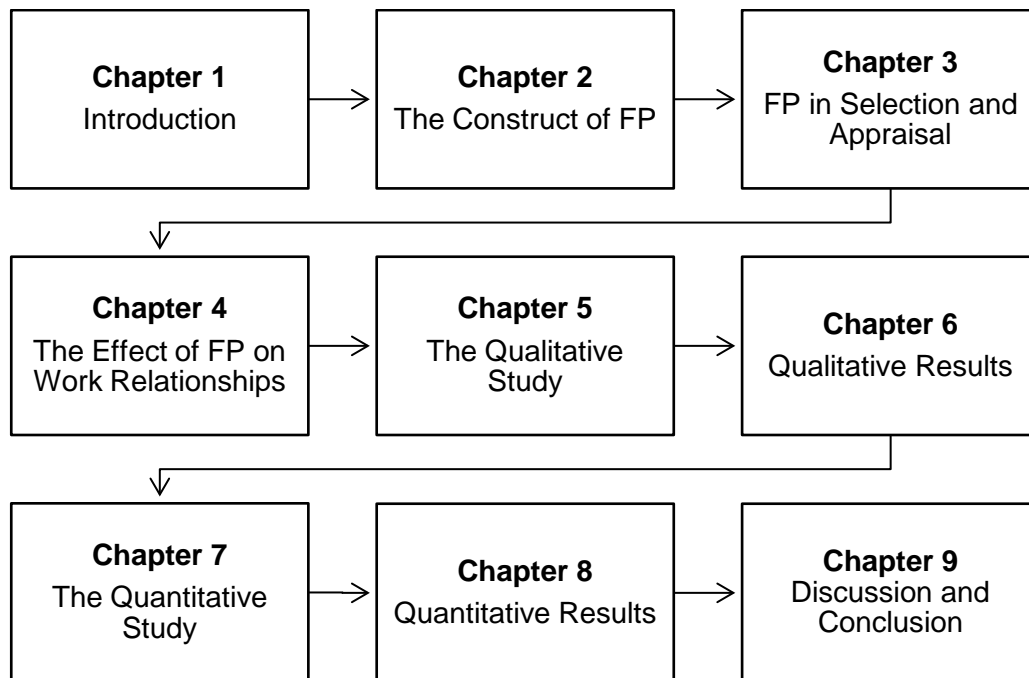 Chapter 1
Introduction
Chapter 2
The Construct of FP
Chapter 3
FP in Selection and
Appraisal
Chapter 4
The Effect of FP on
Work Relationships
Chapter 5
The Qualitative
Study
Chapter 6
Qualitative Results
Chapter 7
The Quantitative
Study
Chapter 8
Quantitative Results
Chapter 9
Discussion and
Conclusion